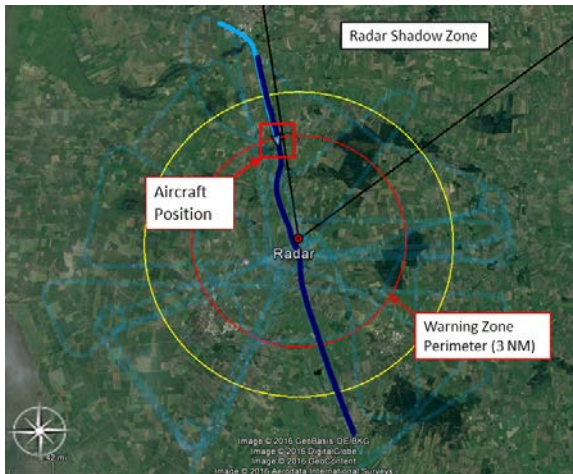 Radar Shadow Zone
Aircraft
Position
Radar
Warning Zone
Perimeter (3 NM)
Image © 2016 GeoBasis-DE/BKG
Image © 2016 DigitalGlobe
Image © 2016 GeoContent
Image © 2016 Aerodata International Surveys